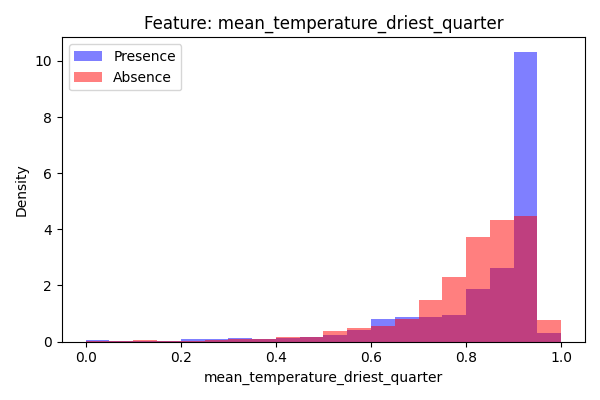 Feature: mean_temperature_driest_quarter
Presence
Absence
Density
10
8
6
4
2
0
0.0 0.2 0.4 0.6 0.8 1.0
mean_temperature_driest_quarter